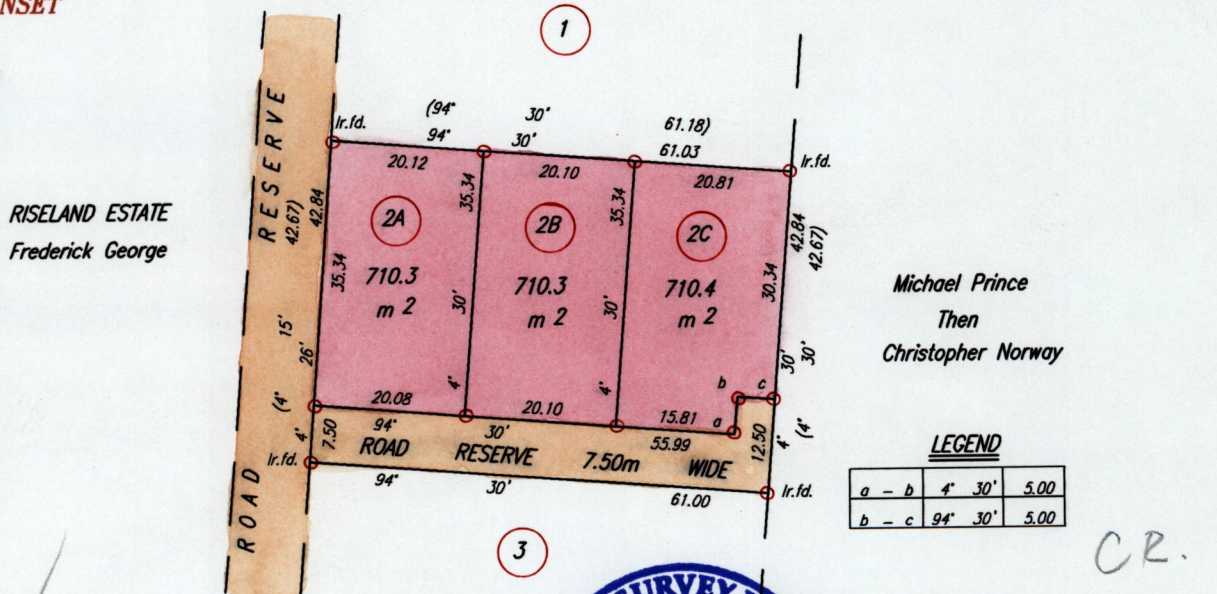 NSET
1
Ir.fd.
(94° 30' 61.18)
94° 30' 61.03
Ir.fd.
20.12
20.10
20.81
RESERVE
42.67)
42.84
35.34
35.34
35.34
42.84
42.67)
30.34
2A
2B
2C
RISELAND ESTATE
Frederick George
710.3
m 2
710.3
m 2
710.4
m 2
Michael Prince
Then
Christopher Norway
15'
26'
(4°
4'
30'
4°
30'
4°
30'
30'
4°
(4°
b
c
a
20.08
20.10
15.81
7.50
94° 30' 55.99
12.50
ROAD RESERVE 7.50m WIDE
Ir.fd.
94° 30' 61.00
Ir.fd.
ROAD
3
LEGEND
a - b 4° 30' 5.00
b - c 94° 30' 5.00
CR.
SURVEY